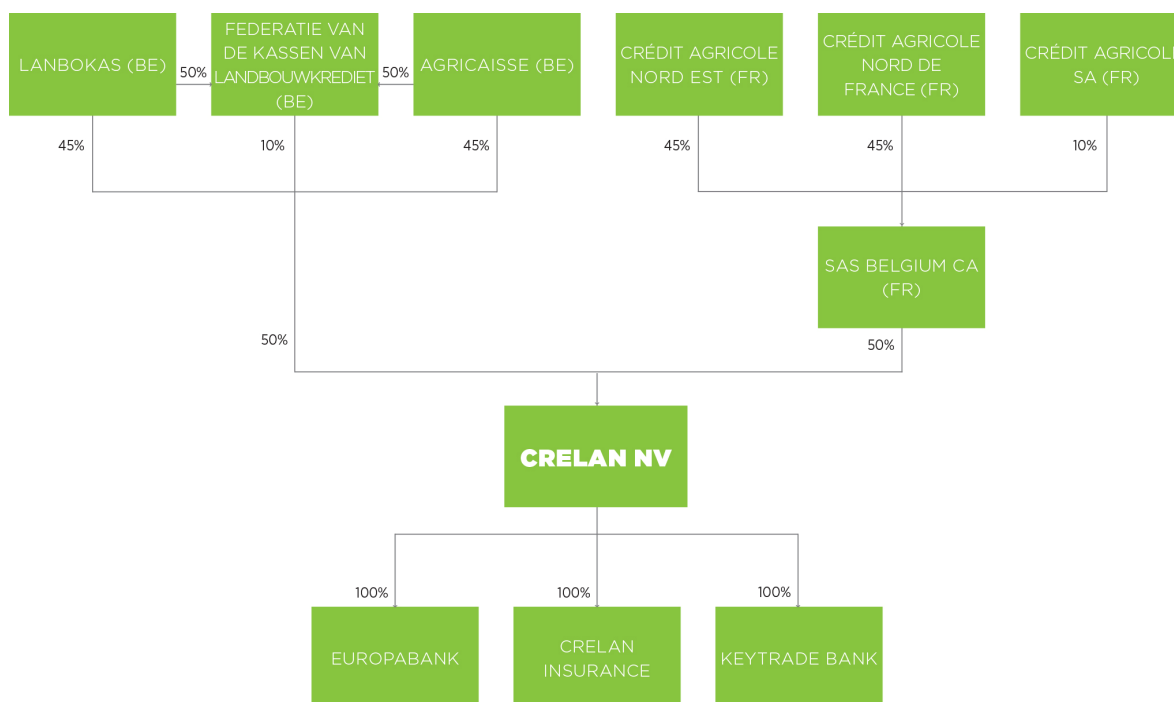 LANBOKAS (BE)
FEDERATIE VAN
DE KASSEN VAN
LANDBOUWKREDIET
(BE)
AGRICAISSE (BE)
CRÉDIT AGRICOLE
NORD EST (FR)
CRÉDIT AGRICOLE
NORD DE
FRANCE (FR)
CRÉDIT AGRICOLE
SA (FR)
50%
50%
45%
10%
45%
45%
45%
10%
SAS BELGIUM CA
(FR)
50%
50%
CRELAN NV
100%
100%
100%
EUROPABANK
CRELAN
INSURANCE
KEYTRADE BANK